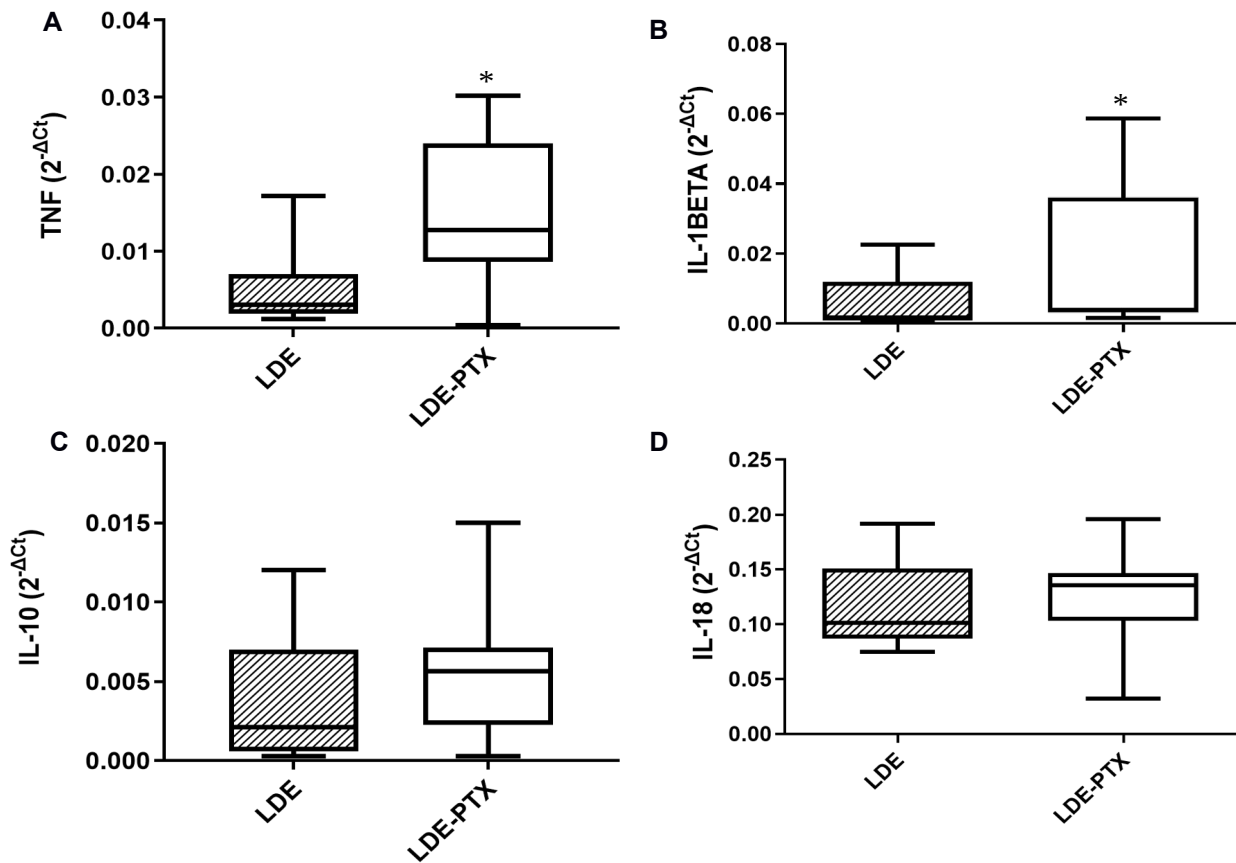 A
TNF (2^-ΔCt)
0.04
0.03
0.02
0.01
0.00
*
LDE
LDE-PTX
B
IL-1BETA (2^-ΔCt)
0.08
0.06
0.04
0.02
0.00
*
LDE
LDE-PTX
C
IL-10 (2^-ΔCt)
0.020
0.015
0.010
0.005
0.000
LDE
LDE-PTX
D
IL-18 (2^-ΔCt)
0.25
0.20
0.15
0.10
0.05
0.00
LDE
LDE-PTX